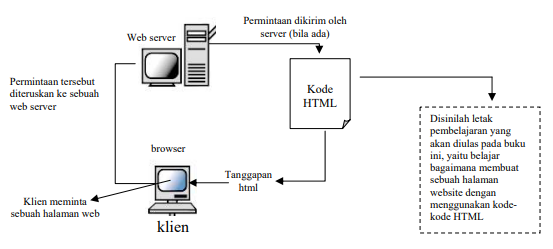 Permintaan dikirim oleh
server (bila ada)
Web server
Permintaan tersebut
diteruskan ke sebuah
web server
Kode
HTML
Disinilah letak
pembelajaran yang
akan diulas pada buku
ini, yaitu belajar
bagaimana membuat
sebuah halaman
website dengan
menggunakan kode-
kode HTML
browser
Tanggapan
html
Klien meminta
sebuah halaman web
klien